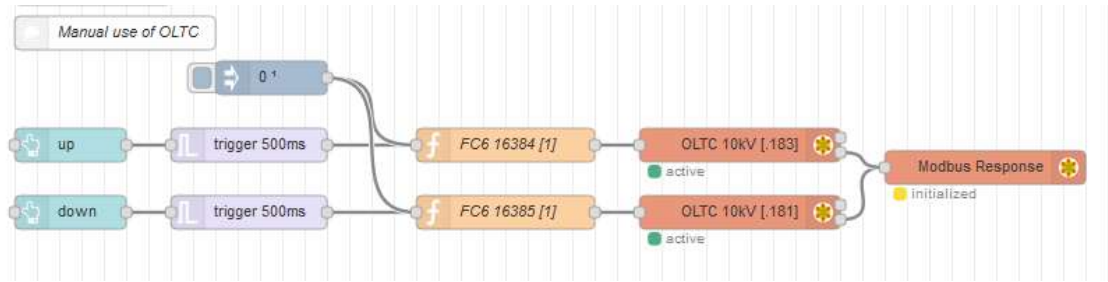 Manual use of OLTC
0 ¹
up
trigger 500ms
FC6 16384 [1]
OLTC 10kV [.183]
active
Modbus Response
initialized
down
trigger 500ms
FC6 16385 [1]
OLTC 10kV [.181]
active